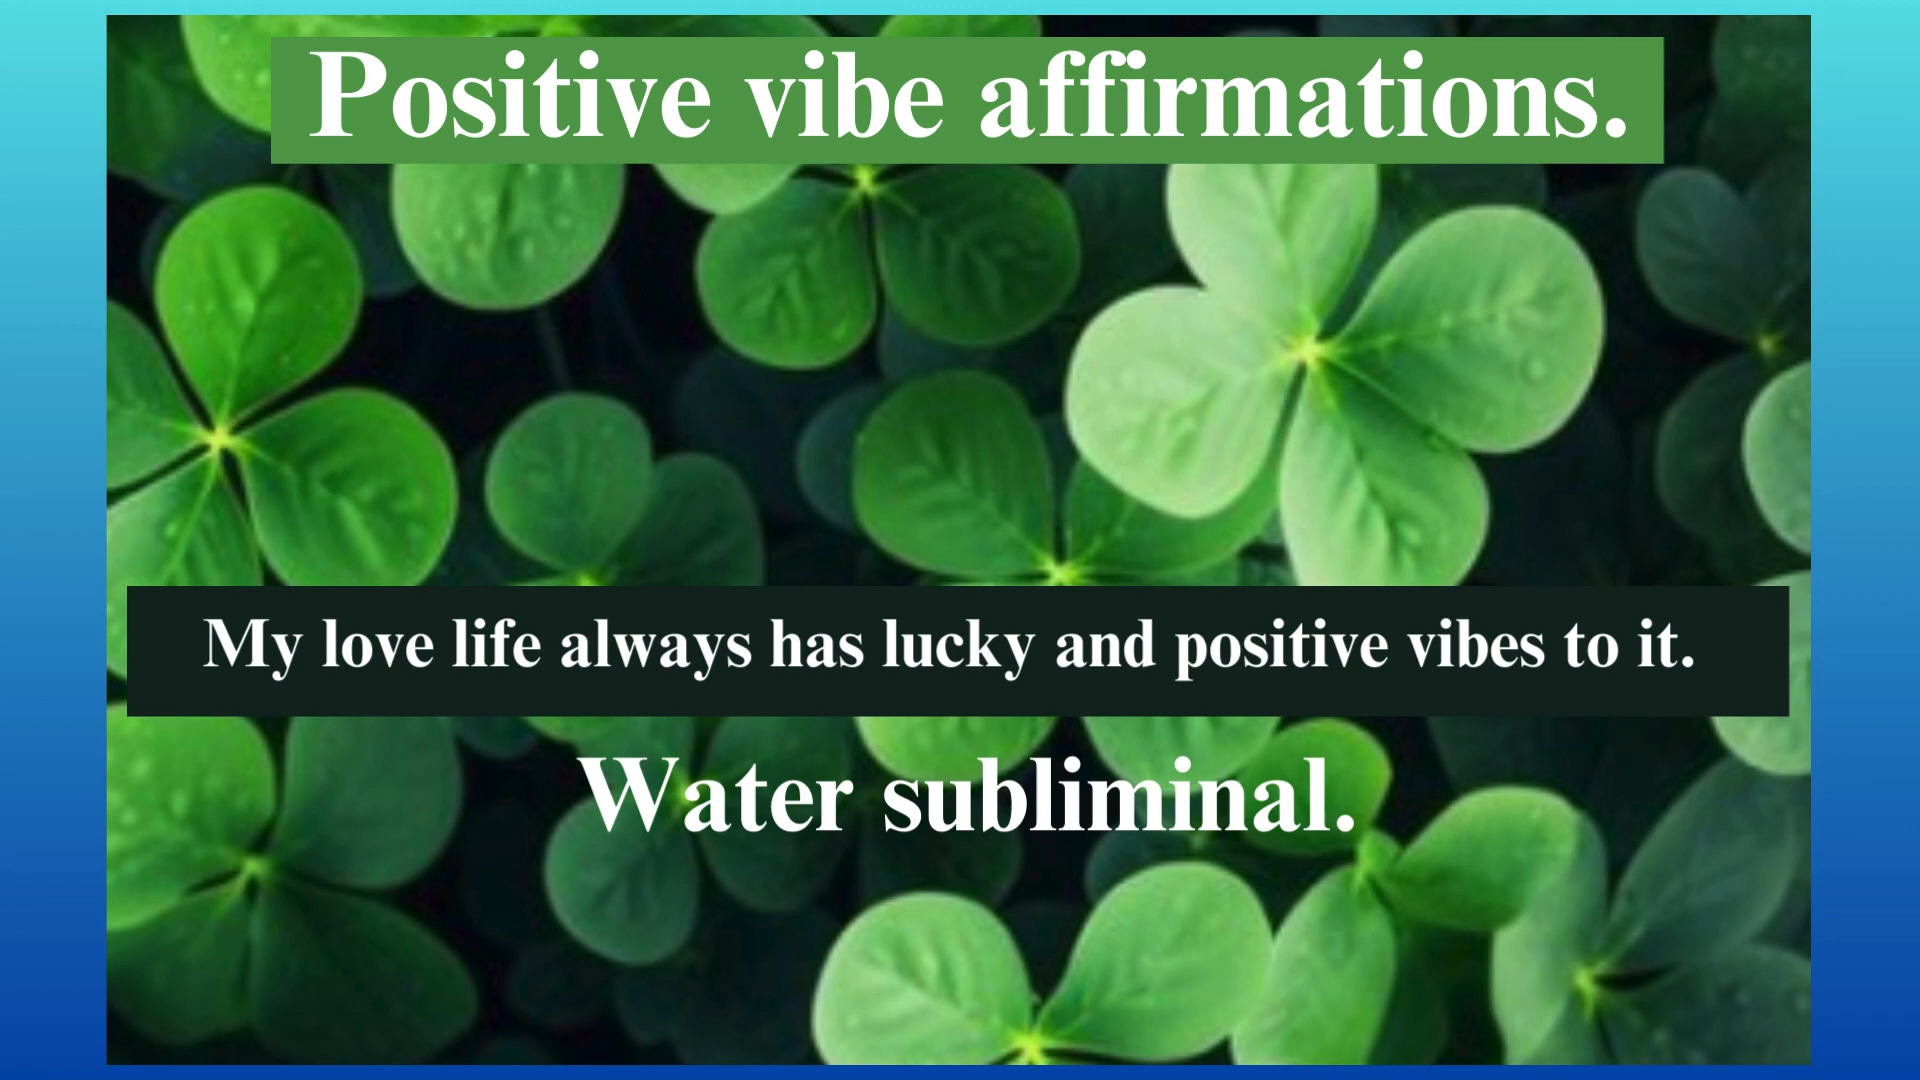 Positive vibe affirmations.
My love life always has lucky and positive vibes to it.
Water subliminal.